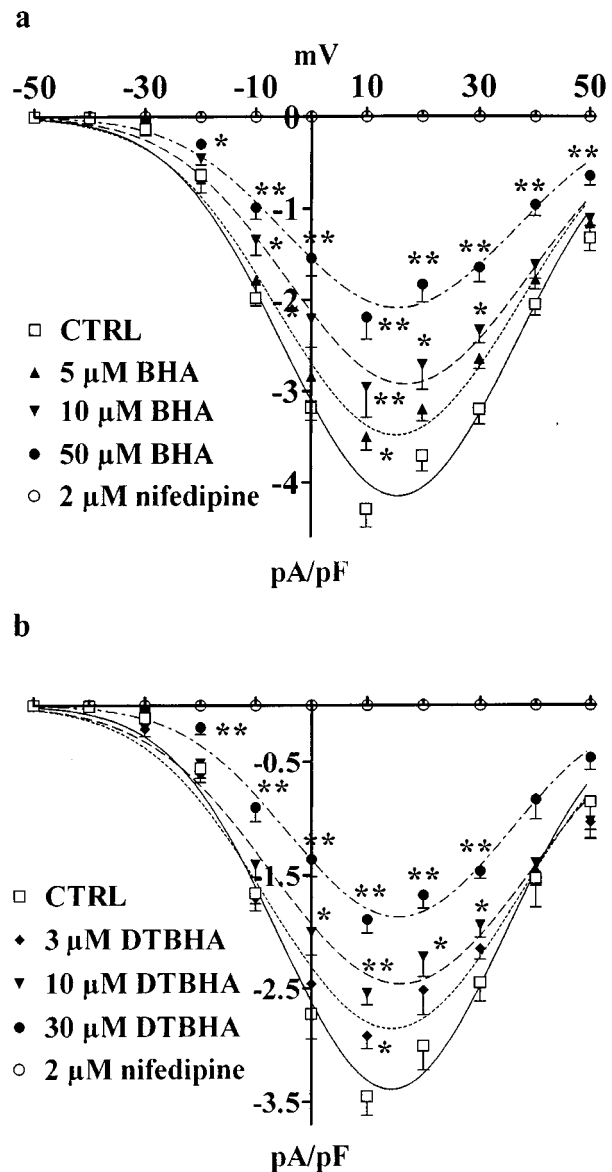 a
mV
-50 -30 -10 10 30 50
0
*
**
**
-1
**
*
**
**
**
-2
*
**
*
*
-3
**
*
-4
CTRL
5 µM BHA
10 µM BHA
50 µM BHA
2 µM nifedipine
pA/pF
b
**
-0.5
**
**
**
**
**
-1.5
*
*
**
*
-2.5
*
-3.5
CTRL
3 µM DTBHA
10 µM DTBHA
30 µM DTBHA
2 µM nifedipine
pA/pF